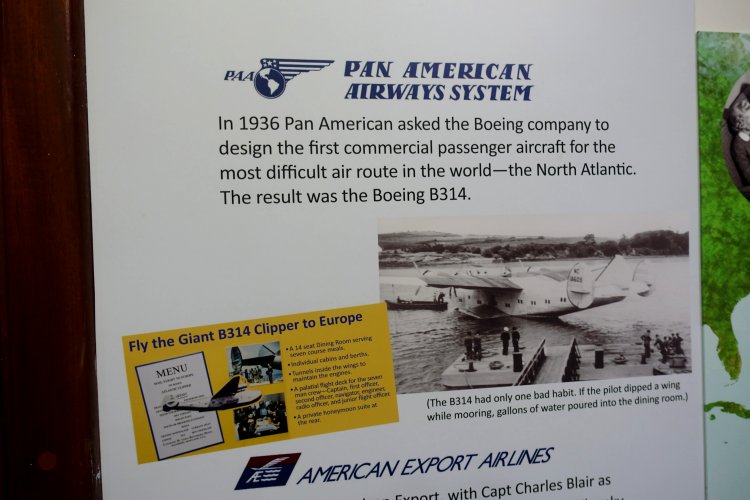 PAA
PAN AMERICAN
AIRWAYS SYSTEM
In 1936 Pan American asked the Boeing company to
design the first commercial passenger aircraft for the
most difficult air route in the world—the North Atlantic.
The result was the Boeing B314.
NC
18603
Fly the Giant B314 Clipper to Europe
MENU
• A 14 seat Dining Room serving
seven course meals.
• Individual cabins and berths.
• Tunnels inside the wings to
maintain the engines.
• A palatial flight deck for the seven
man crew—Captain, first officer,
second officer, navigator, engineer,
radio officer, and junior flight officer.
• A private honeymoon suite at
the rear.
(The B314 had only one bad habit. If the pilot dipped a wing
while mooring, gallons of water poured into the dining room.)
AE
AMERICAN EXPORT AIRLINES
Export, with Capt Charles Blair as